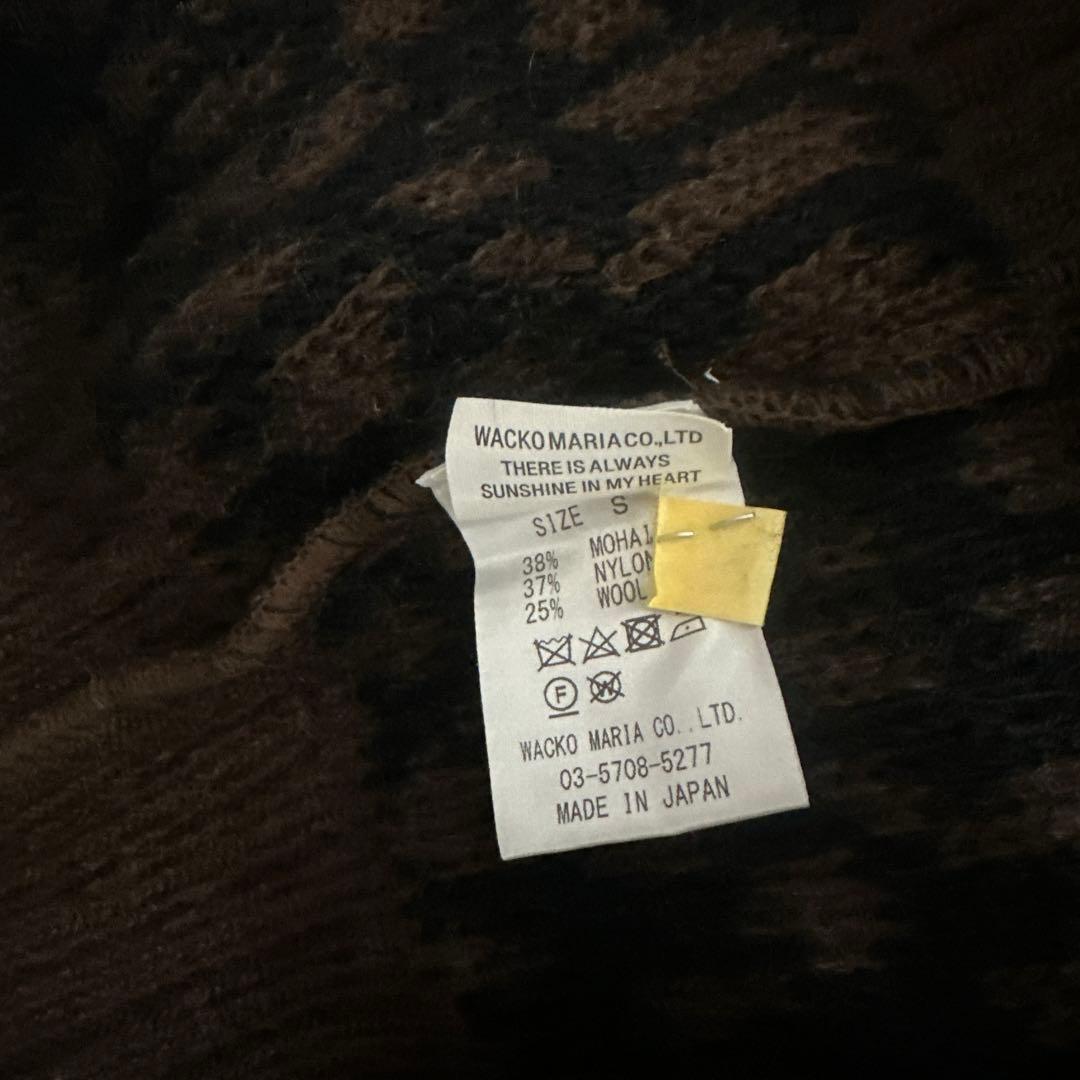 WACKO MARIA CO.,LTD
THERE IS ALWAYS
SUNSHINE IN MY HEART
SIZE S
38%
37% NYLON
25% WOOL
F
W
WACKO MARIA CO.,LTD.
03-5708-5277
MADE IN JAPAN